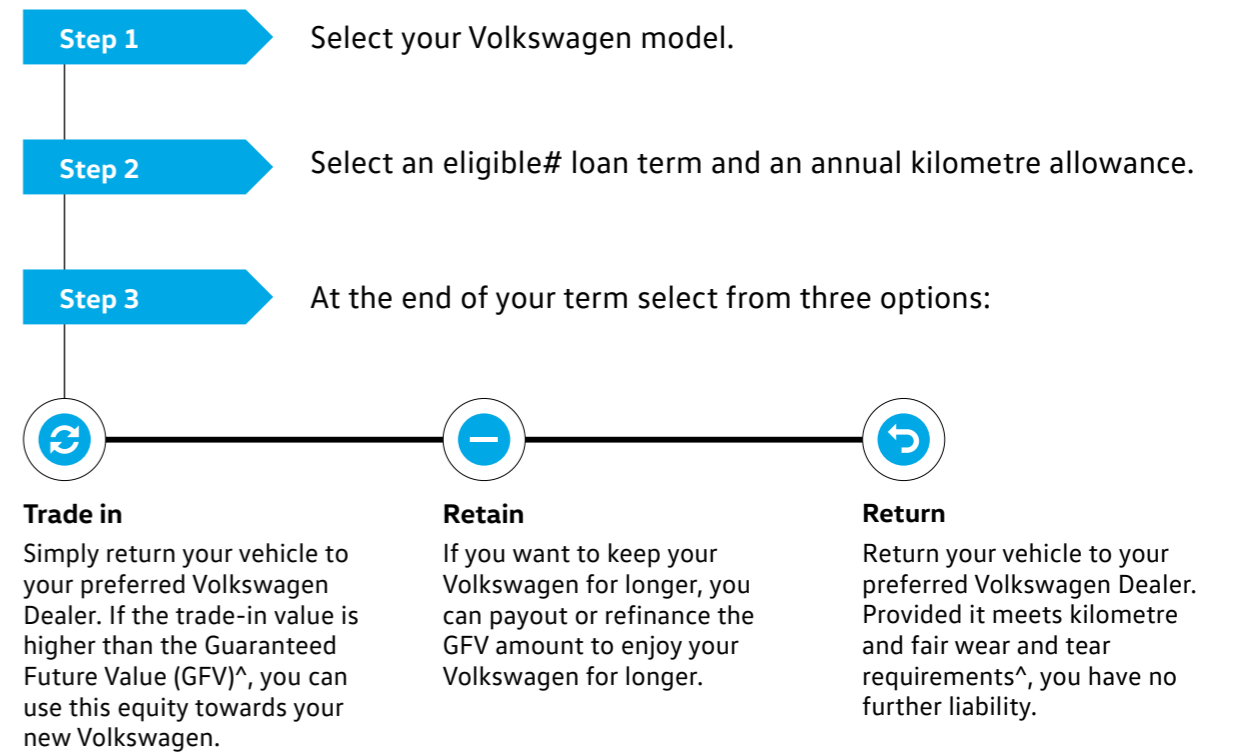 Step 1
Select your Volkswagen model.
Step 2
Select an eligible# loan term and an annual kilometre allowance.
Step 3
At the end of your term select from three options:
Trade in
Simply return your vehicle to
your preferred Volkswagen
Dealer. If the trade-in value is
higher than the Guaranteed
Future Value (GFV)^, you can
use this equity towards your
new Volkswagen.
Retain
If you want to keep your
Volkswagen for longer, you
can payout or refinance the
GFV amount to enjoy your
Volkswagen for longer.
Return
Return your vehicle to your
preferred Volkswagen Dealer.
Provided it meets kilometre
and fair wear and tear
requirements^, you have no
further liability.